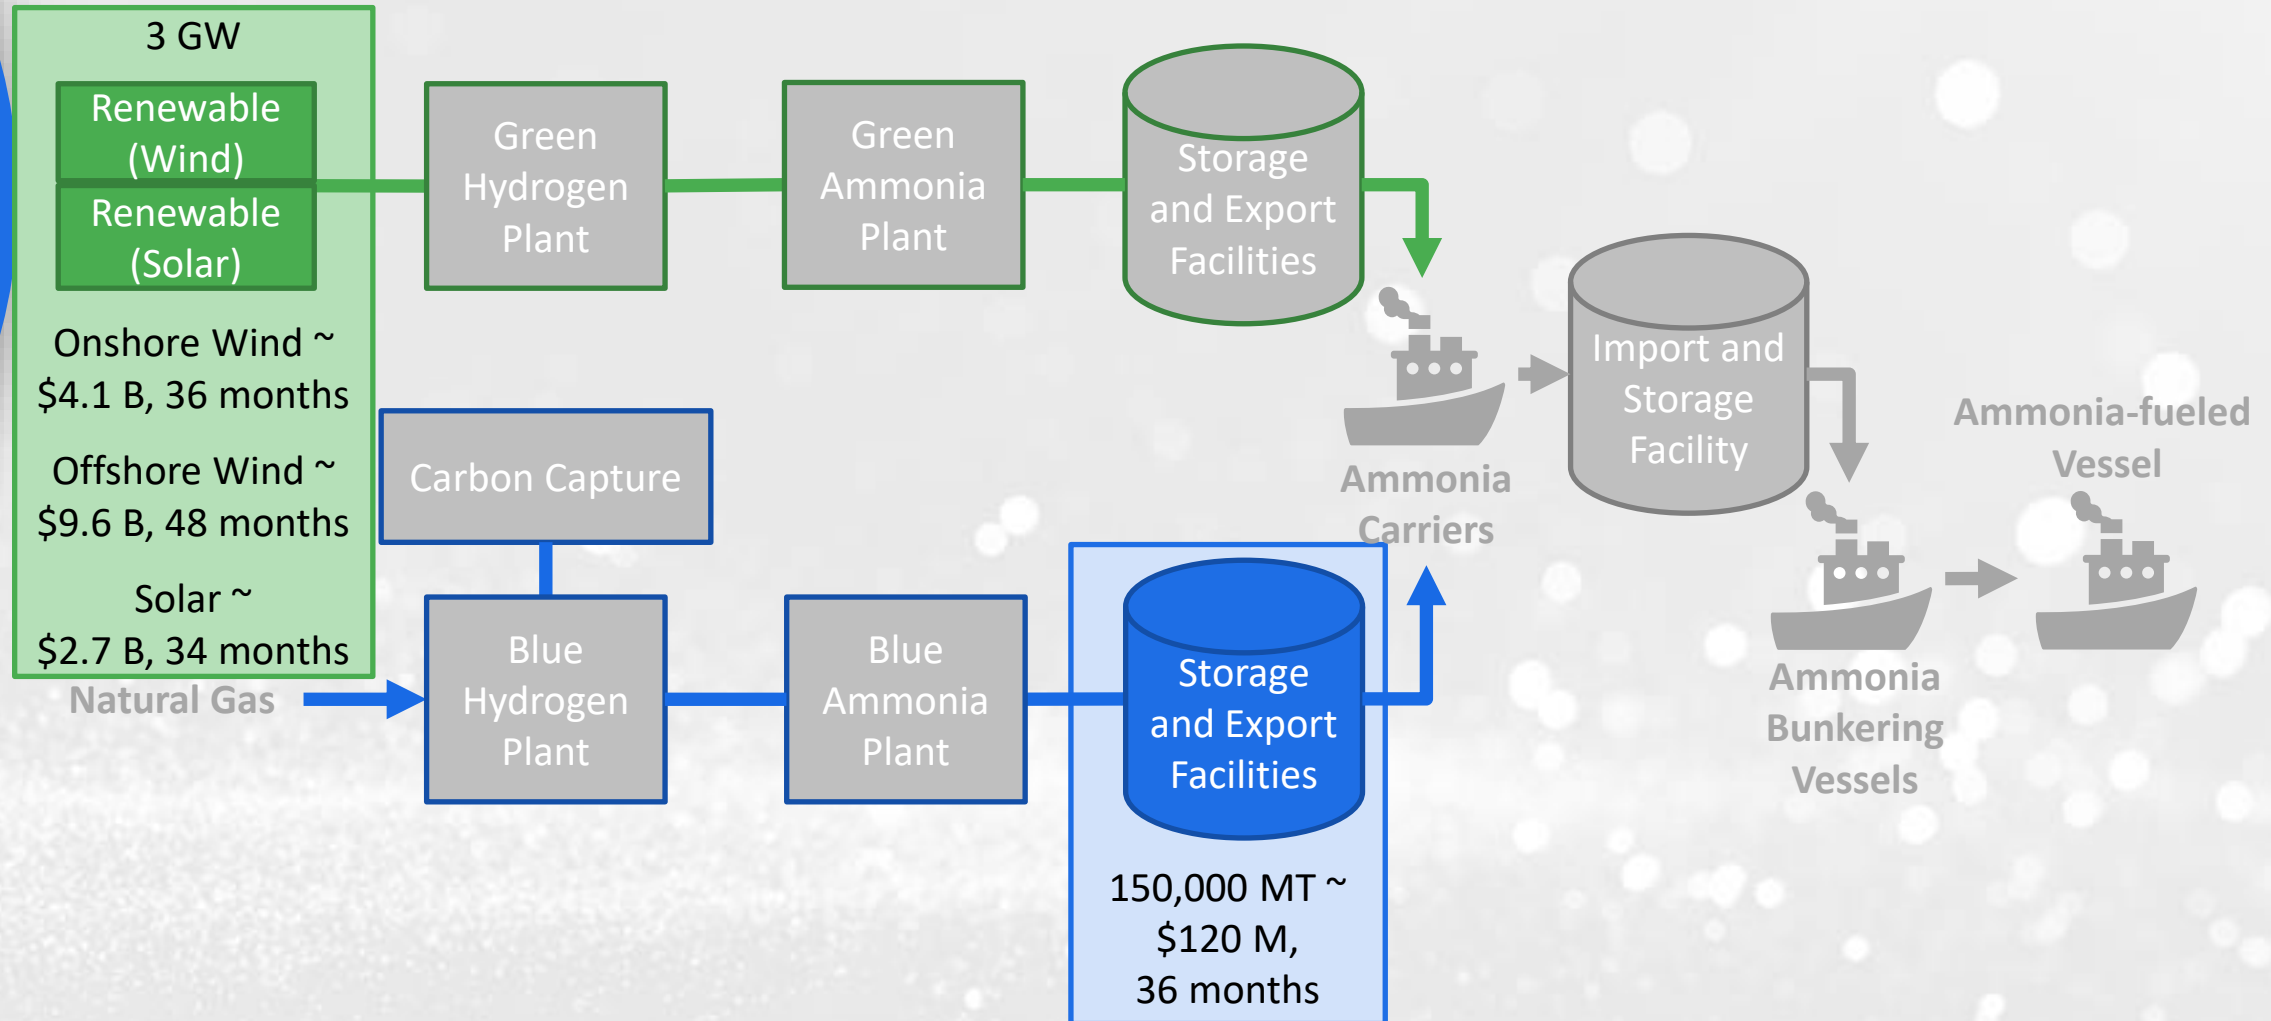 3 GW
Renewable
(Wind)
Renewable
(Solar)
Onshore Wind ~
$4.1 B, 36 months
Offshore Wind ~
$9.6 B, 48 months
Solar ~
$2.7 B, 34 months
Green
Hydrogen
Plant
Green
Ammonia
Plant
Storage
and Export
Facilities
Ammonia
Carriers
Import and
Storage
Facility
Ammonia-fueled
Vessel
Ammonia
Bunkering
Vessels
Carbon Capture
Natural Gas
Blue
Hydrogen
Plant
Blue
Ammonia
Plant
Storage
and Export
Facilities
150,000 MT ~
$120 M,
36 months